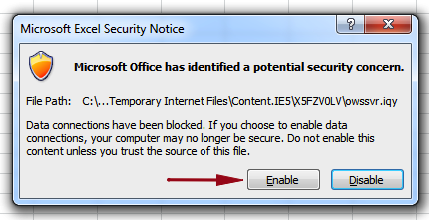 Microsoft Excel Security Notice
?
Microsoft Office has identified a potential security concern.
File Path: C:\...Temporary Internet Files\Content.IE5\X5FZV0LV\owssvr.iqy
Data connections have been blocked. If you choose to enable data
connections, your computer may no longer be secure. Do not enable this
content unless you trust the source of this file.
Enable Disable